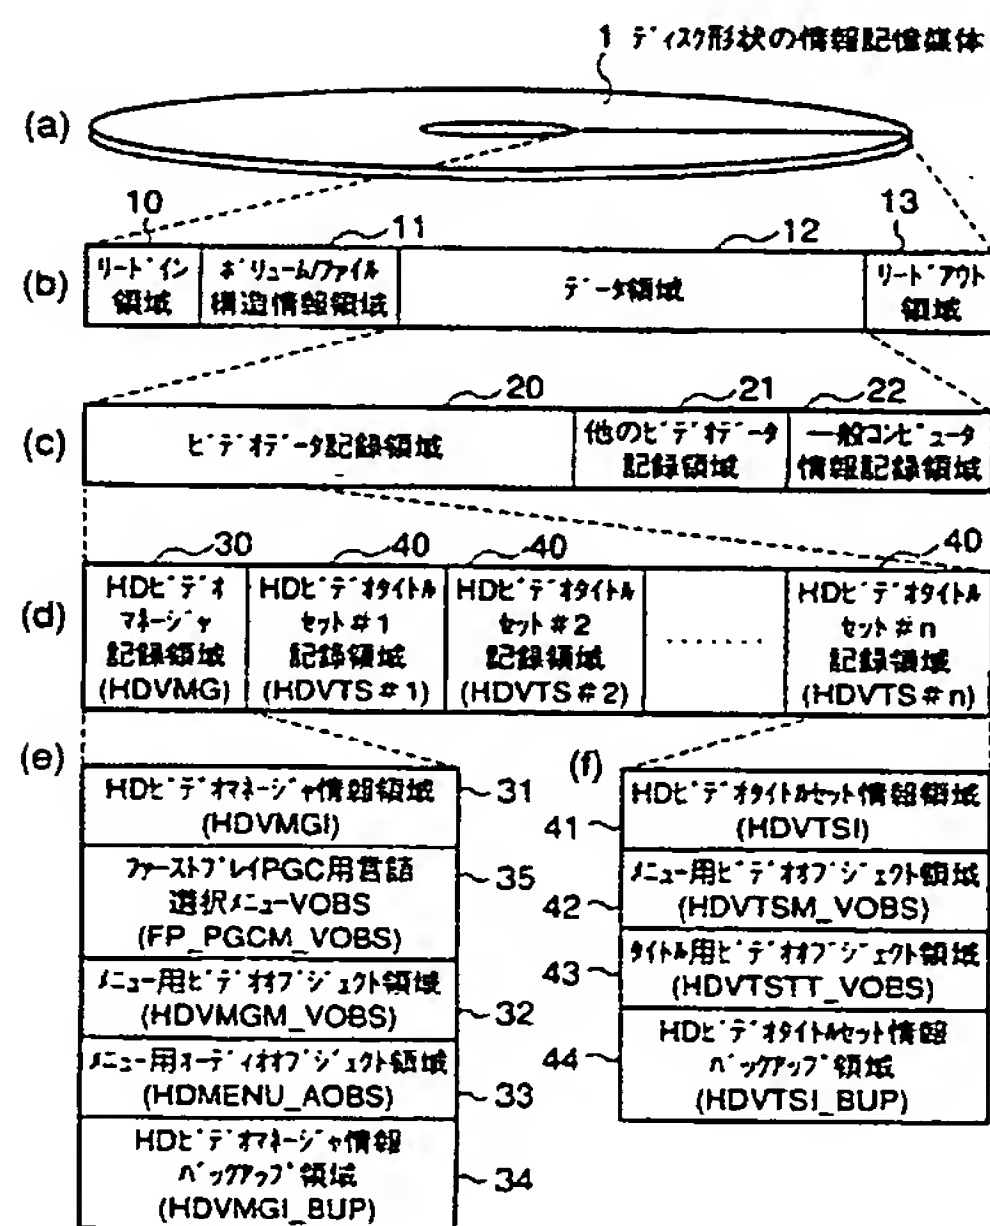 1 ディスク形状の情報記憶媒体
(a)
10 11 12 13
(b)
リードイン
領域
ボリューム/ファイル
構造情報領域
データ領域
リードアウト
領域
20 21 22
(c)
ビデオデータ記録領域
他のビデオデータ
記録領域
一般コンピュータ
情報記録領域
30 40 40 40
(d)
HDビデオ
マネージャ
記録領域
(HDVMG)
HDビデオタイトル
セット#1
記録領域
(HDVTS#1)
HDビデオタイトル
セット#2
記録領域
(HDVTS#2)
........
HDビデオタイトル
セット#n
記録領域
(HDVTS#n)
(e)
HDビデオマネージャ情報領域
(HDVMGI)
31
ファーストプレイPGC用言語
選択メニューVOBS
(FP_PGCM_VOBS)
35
メニュー用ビデオオブジェクト領域
(HDVMGM_VOBS)
32
メニュー用オーディオオブジェクト領域
(HDMENU_AOBS)
33
HDビデオマネージャ情報
バックアップ領域
(HDVMGI_BUP)
34
(f)
HDビデオタイトルセット情報領域
(HDVTSI)
41
メニュー用ビデオオブジェクト領域
(HDVTSM_VOBS)
42
タイトル用ビデオオブジェクト領域
(HDVTSTT_VOBS)
43
HDビデオタイトルセット情報
バックアップ領域
(HDVTSI_BUP)
44